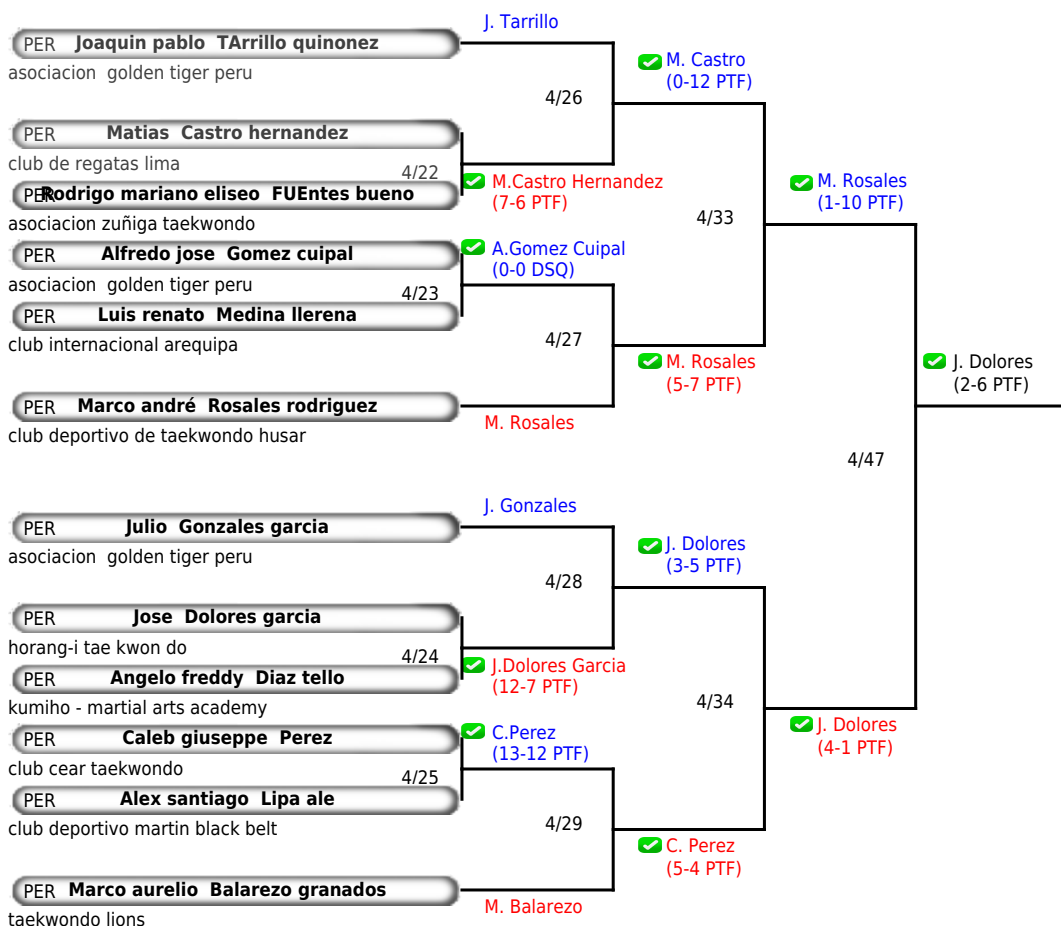 J. Tarrillo
PER Joaquin pablo TArrillo quinonez
asociacion golden tiger peru
M. Castro
(0-12 PTF)
4/26
PER Matias Castro hernandez
club de regatas lima
4/22
M.Castro Hernandez
(7-6 PTF)
PER Rodrigo mariano eliseo FUEntes bueno
asociacion zuñiga taekwondo
M. Rosales
(1-10 PTF)
4/33
PER Alfredo jose Gomez cuipal
asociacion golden tiger peru
A.Gomez Cuipal
(0-0 DSQ)
4/23
PER Luis renato Medina llerena
club internacional arequipa
4/27
M. Rosales
(5-7 PTF)
J. Dolores
(2-6 PTF)
PER Marco andré Rosales rodriguez
club deportivo de taekwondo husar
M. Rosales
4/47
J. Gonzales
PER Julio Gonzales garcia
asociacion golden tiger peru
J. Dolores
(3-5 PTF)
4/28
PER Jose Dolores garcia
horang-i tae kwon do
4/24
J.Dolores Garcia
(12-7 PTF)
PER Angelo freddy Diaz tello
kumiho - martial arts academy
4/34
J. Dolores
(4-1 PTF)
PER Caleb giuseppe Perez
club cear taekwondo
C.Perez
(13-12 PTF)
4/25
PER Alex santiago Lipa ale
club deportivo martin black belt
4/29
C. Perez
(5-4 PTF)
PER Marco aurelio Balarezo granados
taekwondo lions
M. Balarezo